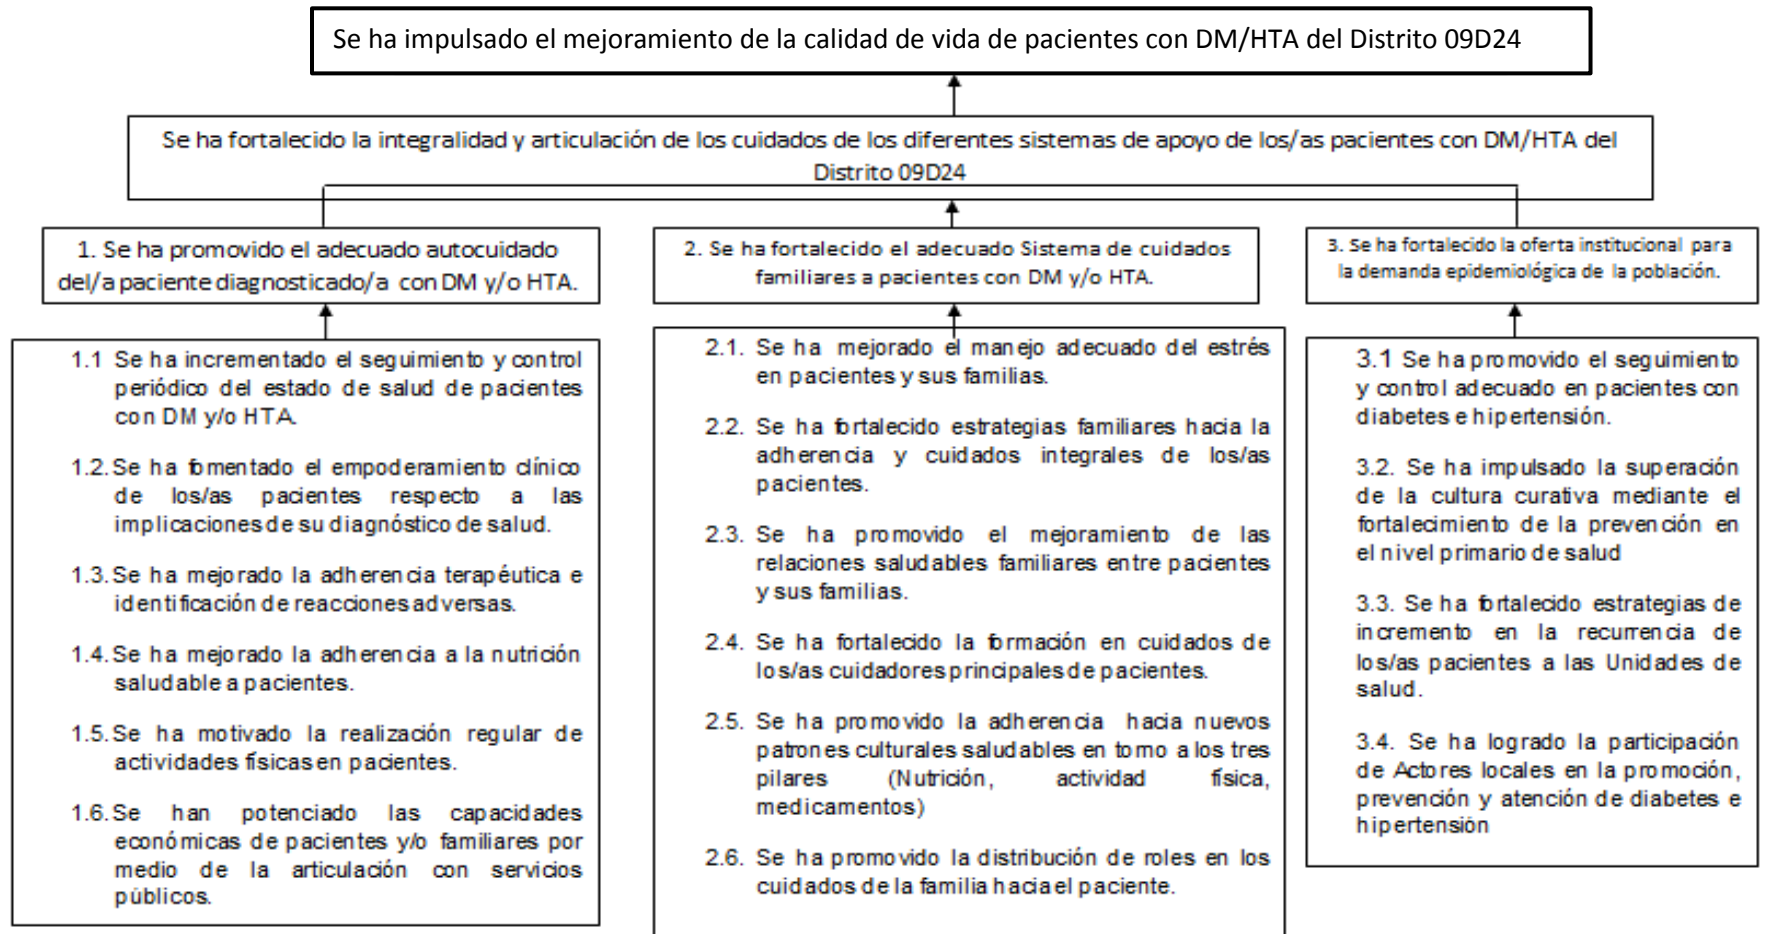 Se ha impulsado el mejoramiento de la calidad de vida de pacientes con DM/HTA del Distrito 09D24
Se ha fortalecido la integralidad y articulación de los cuidados de los diferentes sistemas de apoyo de los/as pacientes con DM/HTA del
Distrito 09D24
1. Se ha promovido el adecuado autocuidado
del/a paciente diagnosticado/a con DM y/o HTA.
2. Se ha fortalecido el adecuado Sistema de cuidados
familiares a pacientes con DM y/o HTA.
3. Se ha fortalecido la oferta institucional para
la demanda epidemiológica de la población.
1.1 Se ha incrementado el seguimiento y control
periódico del estado de salud de pacientes
con DM y/o HTA.
1.2. Se ha fomentado el empoderamiento clínico
de los/as pacientes respecto a las
implicaciones de su diagnóstico de salud.
1.3. Se ha mejorado la adherencia terapéutica e
identificación de reacciones adversas.
1.4. Se ha mejorado la adherencia a la nutrición
saludable a pacientes.
1.5. Se ha motivado la realización regular de
actividades físicas en pacientes.
1.6. Se han potenciado las capacidades
económicas de pacientes y/o familiares por
medio de la articulación con servicios
públicos.
2.1. Se ha mejorado el manejo adecuado del estrés
en pacientes y sus familias.
2.2. Se ha fortalecido estrategias familiares hacia la
adherencia y cuidados integrales de los/as
pacientes.
2.3. Se ha promovido el mejoramiento de las
relaciones saludables familiares entre pacientes
y sus familias.
2.4. Se ha fortalecido la formación en cuidados de
los/as cuidadores principales de pacientes.
2.5. Se ha promovido la adherencia hacia nuevos
patrones culturales saludables en torno a los tres
pilares (Nutrición, actividad física,
medicamentos)
2.6. Se ha promovido la distribución de roles en los
cuidados de la familia hacia el paciente.
3.1 Se ha promovido el seguimiento
y control adecuado en pacientes con
diabetes e hipertensión.
3.2. Se ha impulsado la superación
de la cultura curativa mediante el
fortalecimiento de la prevención en
el nivel primario de salud
3.3. Se ha fortalecido estrategias de
incremento en la recurrencia de
los/as pacientes a las Unidades de
salud.
3.4. Se ha logrado la participación
de Actores locales en la promoción,
prevención y atención de diabetes e
hipertensión